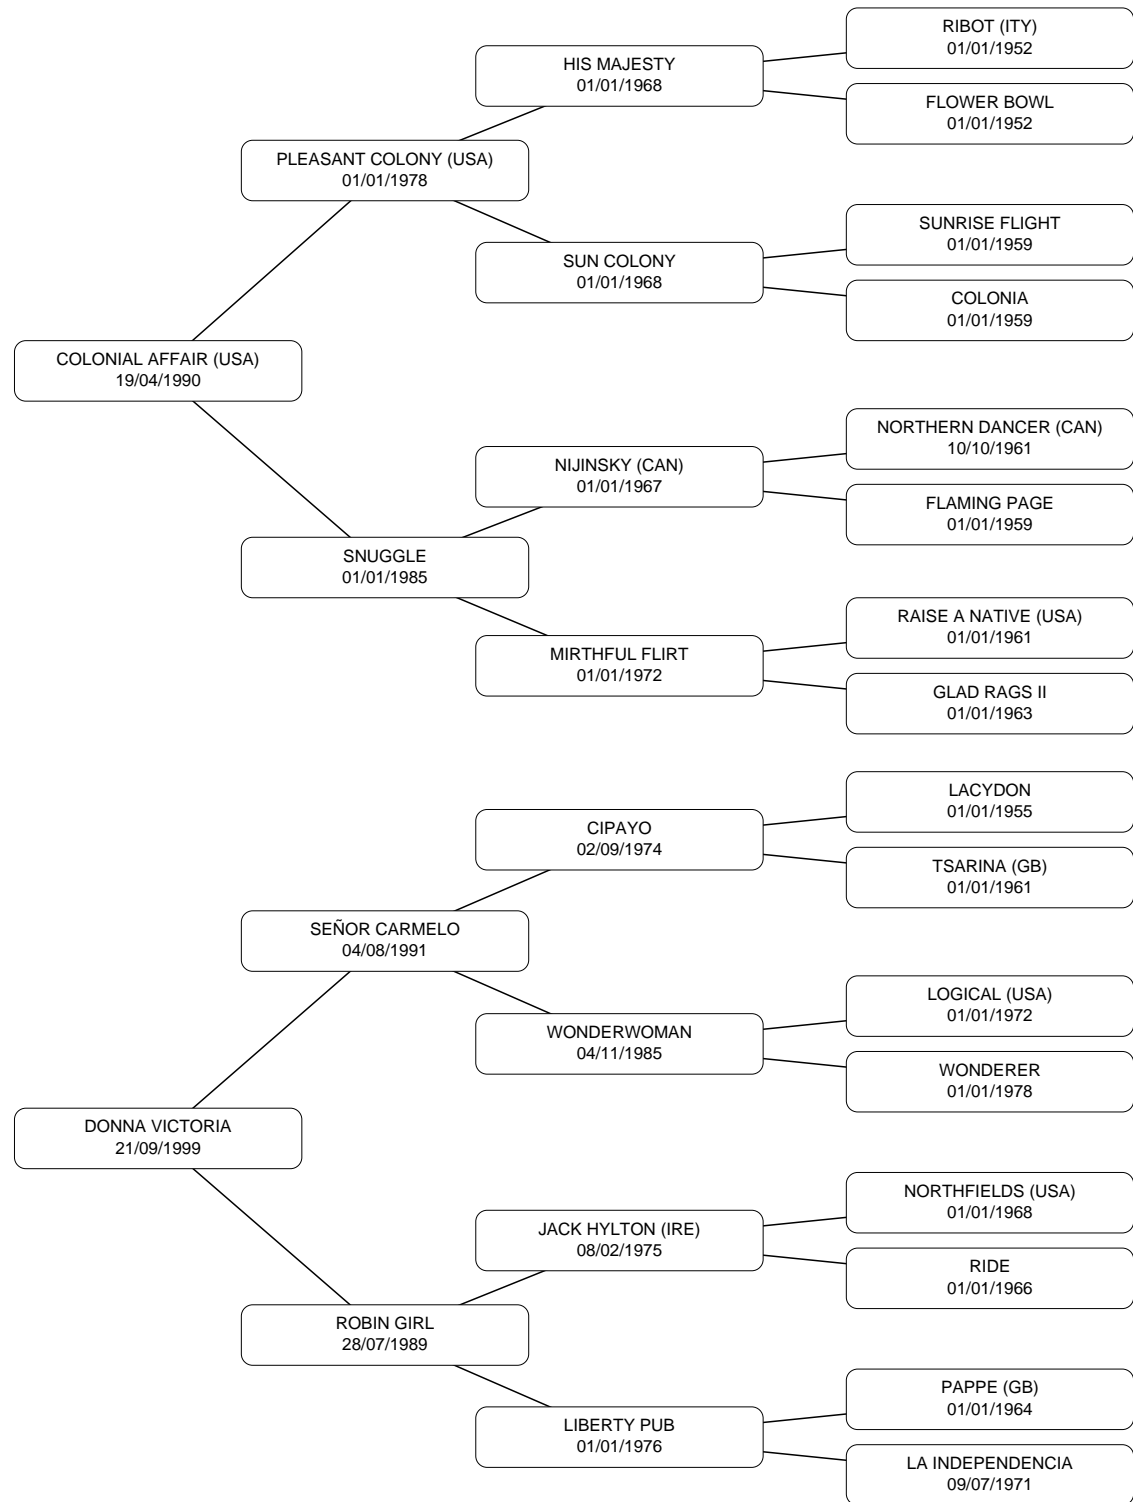 RIBOT (ITY)
01/01/1952
HIS MAJESTY
01/01/1968
FLOWER BOWL
01/01/1952
PLEASANT COLONY (USA)
01/01/1978
SUNRISE FLIGHT
01/01/1959
SUN COLONY
01/01/1968
COLONIA
01/01/1959
COLONIAL AFFAIR (USA)
19/04/1990
NORTHERN DANCER (CAN)
10/10/1961
NIJINSKY (CAN)
01/01/1967
FLAMING PAGE
01/01/1959
SNUGGLE
01/01/1985
RAISE A NATIVE (USA)
01/01/1961
MIRTHFUL FLIRT
01/01/1972
GLAD RAGS II
01/01/1963
LACYDON
01/01/1955
CIPAYO
02/09/1974
TSARINA (GB)
01/01/1961
SEÑOR CARMELO
04/08/1991
LOGICAL (USA)
01/01/1972
WONDERWOMAN
04/11/1985
WONDERER
01/01/1978
DONNA VICTORIA
21/09/1999
NORTHFIELDS (USA)
01/01/1968
JACK HYLTON (IRE)
08/02/1975
RIDE
01/01/1966
ROBIN GIRL
28/07/1989
PAPPE (GB)
01/01/1964
LIBERTY PUB
01/01/1976
LA INDEPENDENCIA
09/07/1971